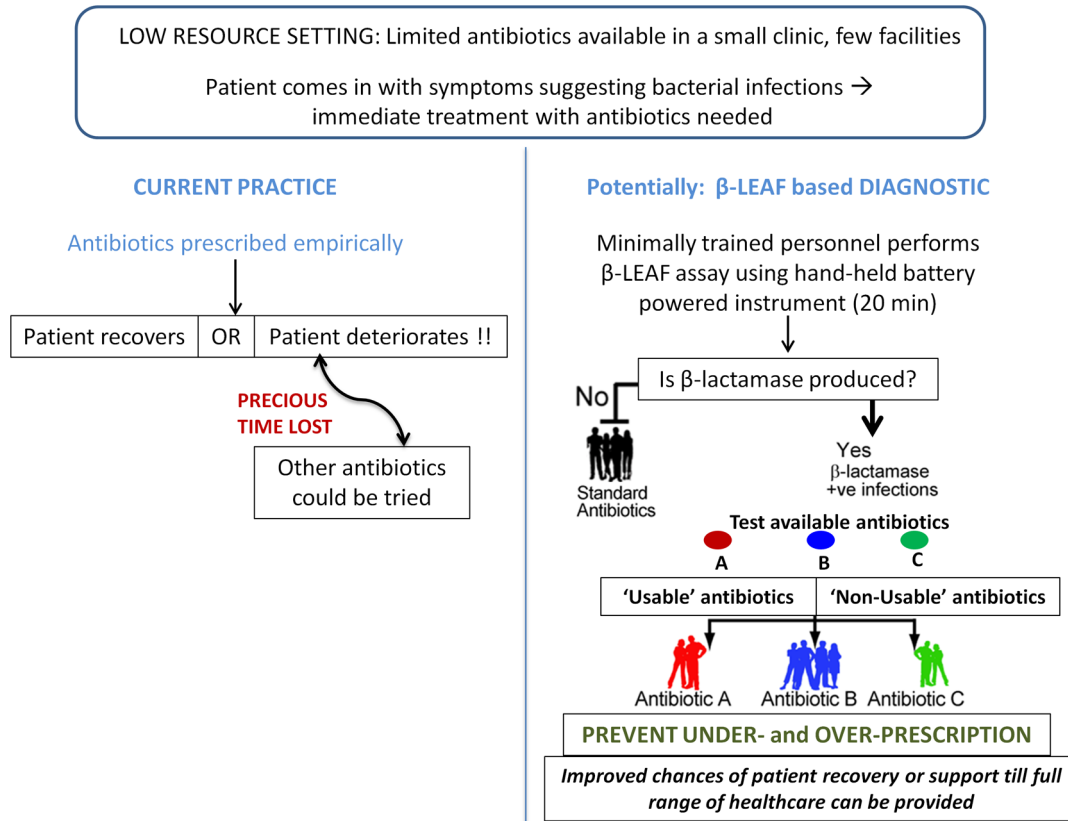 LOW RESOURCE SETTING: Limited antibiotics available in a small clinic, few facilities
Patient comes in with symptoms suggesting bacterial infections →
immediate treatment with antibiotics needed
CURRENT PRACTICE
Antibiotics prescribed empirically
Patient recovers
OR
Patient deteriorates !!
PRECIOUS
TIME LOST
Other antibiotics
could be tried
Potentially: β-LEAF based DIAGNOSTIC
Minimally trained personnel performs
β-LEAF assay using hand-held battery
powered instrument (20 min)
Is β-lactamase produced?
No
Standard
Antibiotics
Yes
β-lactamase
+ve infections
Test available antibiotics
A
B
C
‘Usable’ antibiotics
‘Non-Usable’ antibiotics
Antibiotic A
Antibiotic B
Antibiotic C
PREVENT UNDER- and OVER-PRESCRIPTION
Improved chances of patient recovery or support till full
range of healthcare can be provided